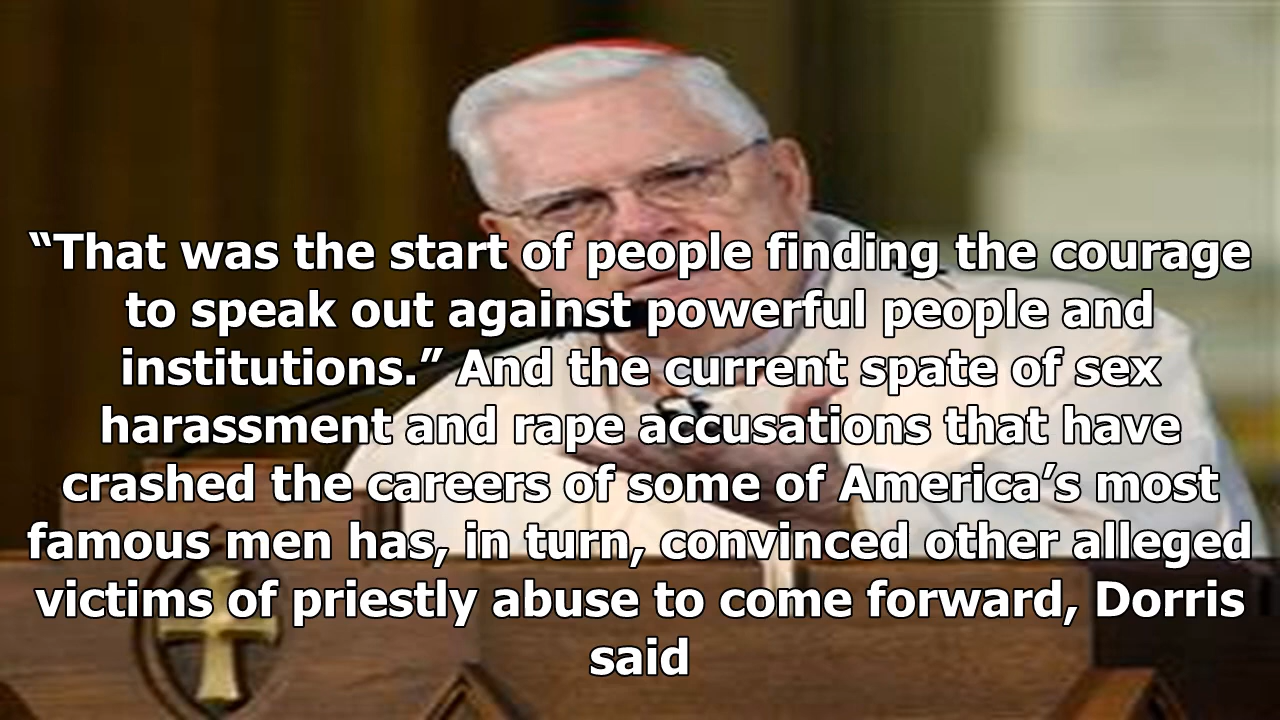 “That was the start of people finding the courage
to speak out against powerful people and
institutions.” And the current spate of sex
harassment and rape accusations that have
crashed the careers of some of America’s most
famous men has, in turn, convinced other alleged
victims of priestly abuse to come forward, Dorris
said